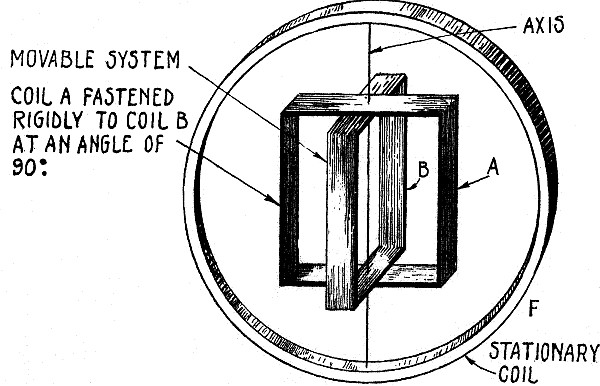 AXIS
MOVABLE SYSTEM
COIL A FASTENED
RIGIDLY TO COIL B
AT AN ANGLE OF
90°.
B
A
F
STATIONARY
COIL